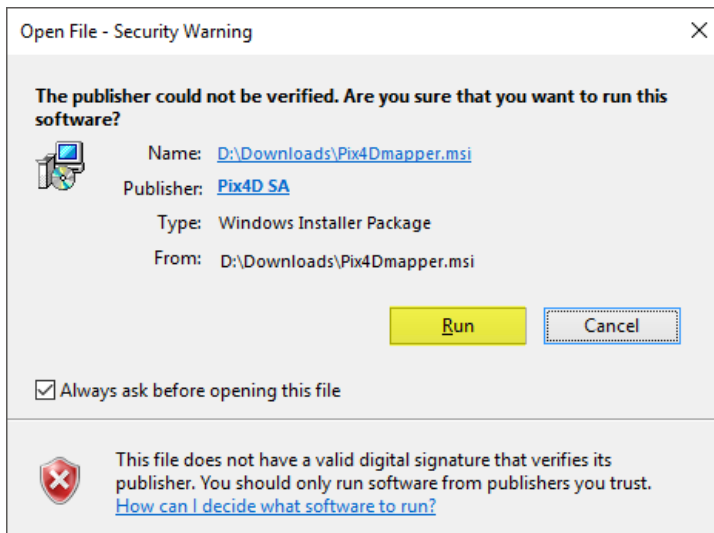 Open File - Security Warning
The publisher could not be verified. Are you sure that you want to run this
software?
Name: D:\Downloads\Pix4Dmapper.msi
Publisher: Pix4D SA
Type: Windows Installer Package
From: D:\Downloads\Pix4Dmapper.msi
Run Cancel
Always ask before opening this file
This file does not have a valid digital signature that verifies its
publisher. You should only run software from publishers you trust.
How can I decide what software to run?